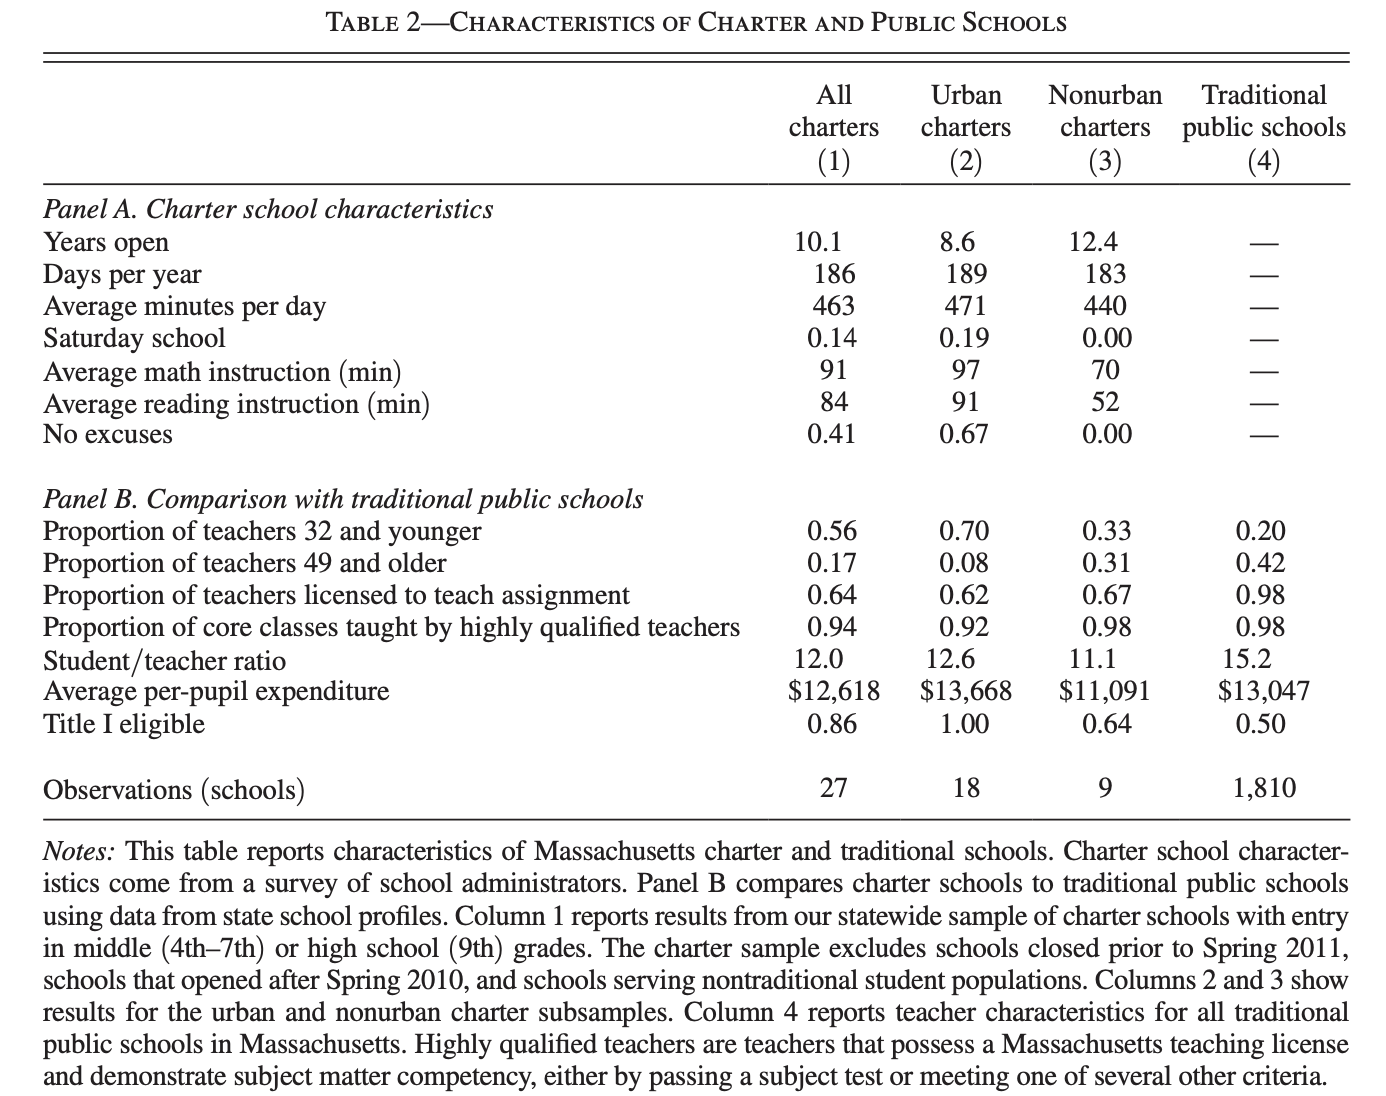 TABLE 2—CHARACTERISTICS OF CHARTER AND PUBLIC SCHOOLS
All charters (1) Urban charters (2) Nonurban charters (3) Traditional public schools (4)
Panel A. Charter school characteristics
Years open 10.1 8.6 12.4 —
Days per year 186 189 183 —
Average minutes per day 463 471 440 —
Saturday school 0.14 0.19 0.00 —
Average math instruction (min) 91 97 70 —
Average reading instruction (min) 84 91 52 —
No excuses 0.41 0.67 0.00 —
Panel B. Comparison with traditional public schools
Proportion of teachers 32 and younger 0.56 0.70 0.33 0.20
Proportion of teachers 49 and older 0.17 0.08 0.31 0.42
Proportion of teachers licensed to teach assignment 0.64 0.62 0.67 0.98
Proportion of core classes taught by highly qualified teachers 0.94 0.92 0.98 0.98
Student/teacher ratio 12.0 12.6 11.1 15.2
Average per-pupil expenditure $12,618 $13,668 $11,091 $13,047
Title I eligible 0.86 1.00 0.64 0.50
Observations (schools) 27 18 9 1,810
Notes: This table reports characteristics of Massachusetts charter and traditional schools. Charter school character-
istics come from a survey of school administrators. Panel B compares charter schools to traditional public schools
using data from state school profiles. Column 1 reports results from our statewide sample of charter schools with entry
in middle (4th–7th) or high school (9th) grades. The charter sample excludes schools closed prior to Spring 2011,
schools that opened after Spring 2010, and schools serving nontraditional student populations. Columns 2 and 3 show
results for the urban and nonurban charter subsamples. Column 4 reports teacher characteristics for all traditional
public schools in Massachusetts. Highly qualified teachers are teachers that possess a Massachusetts teaching license
and demonstrate subject matter competency, either by passing a subject test or meeting one of several other criteria.